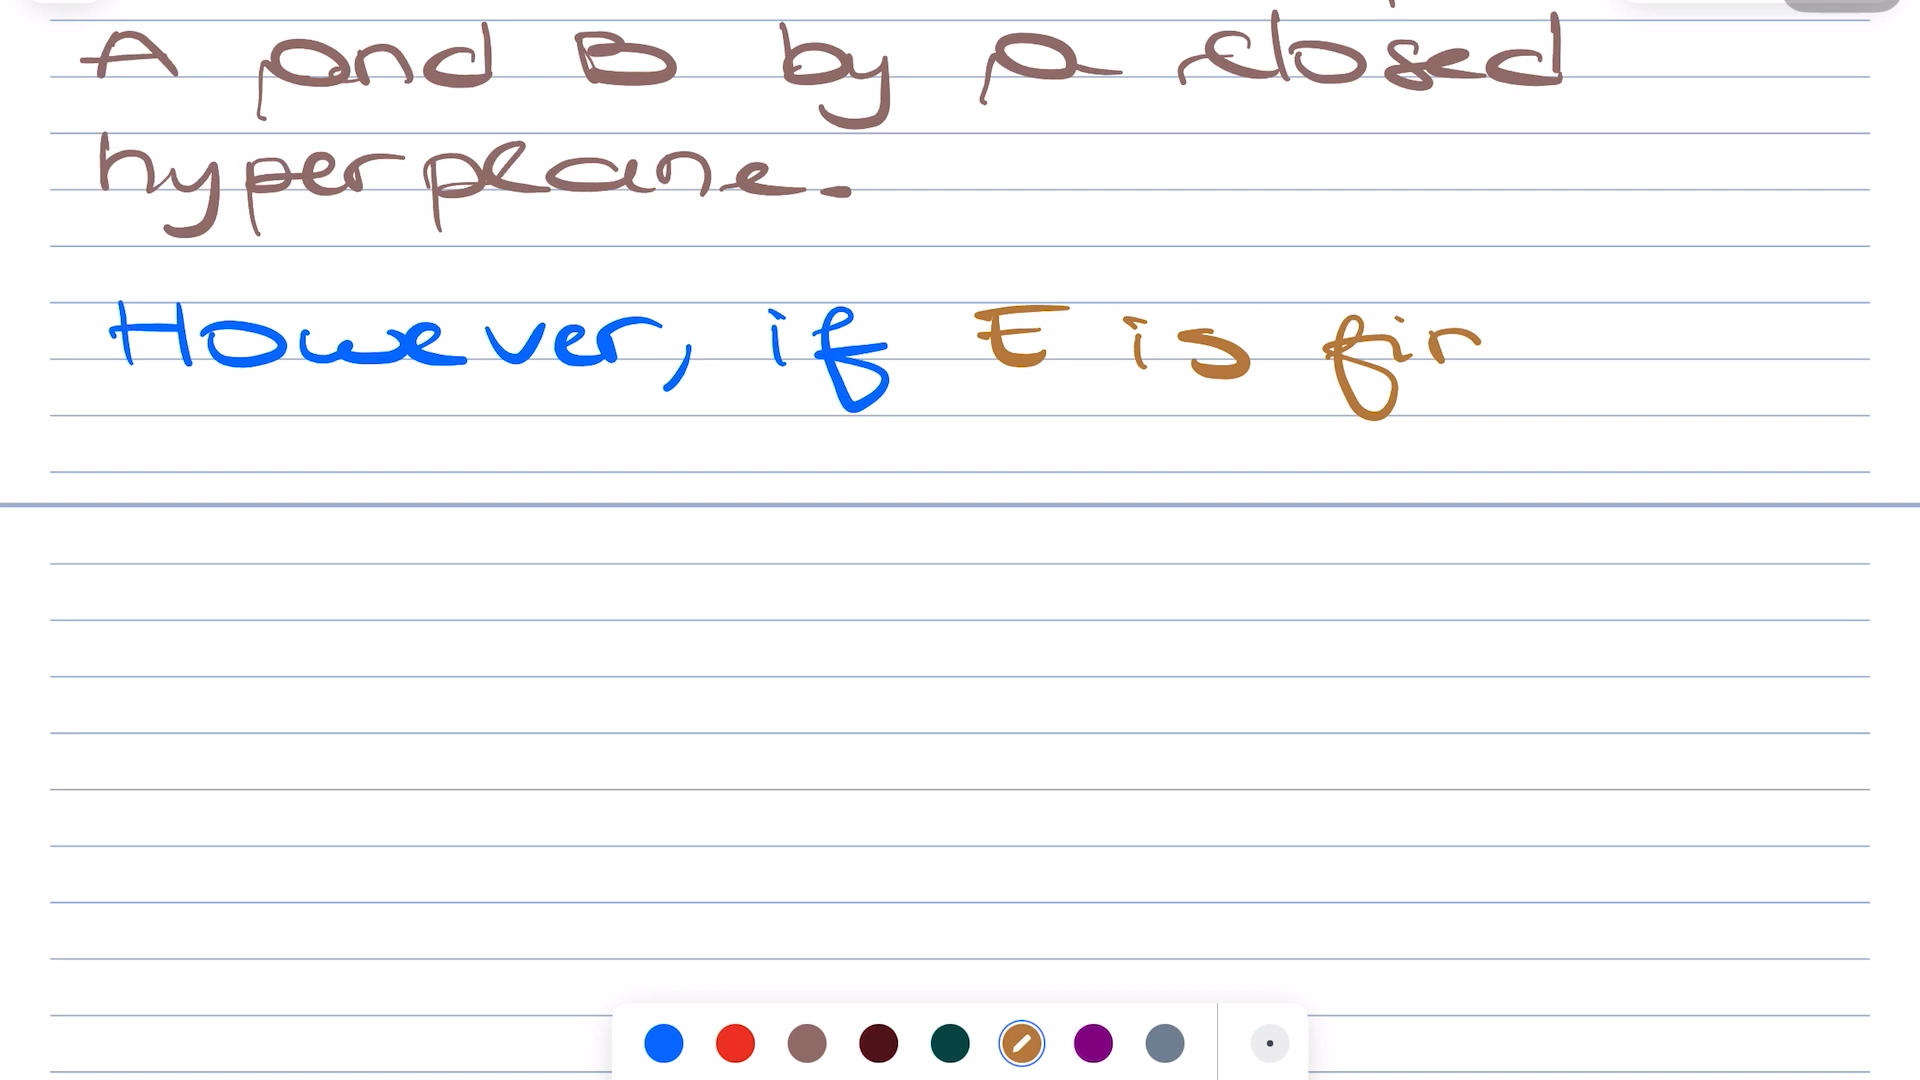 A and B by a closed
hyperplane.
However, if E is fin